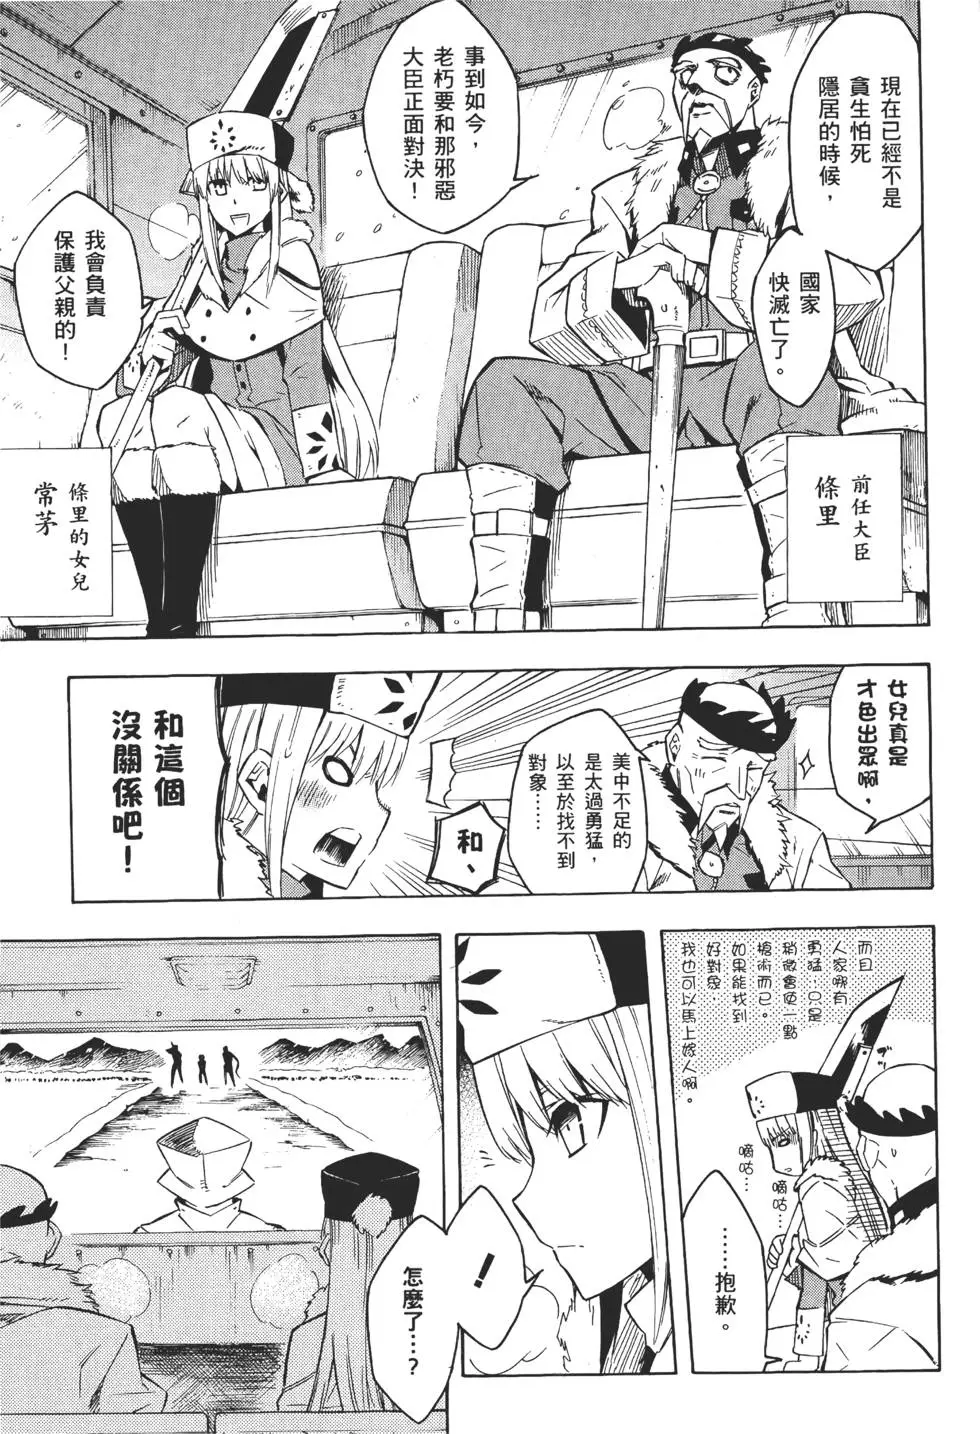 現在已經不是
貪生怕死
隱居的時候，
國家
快滅亡了。
事到如今，
老朽要和那邪惡
大臣正面對決！
我會負責
保護父親的！
前任大臣
條里
條里的女兒
常茅
女兒真是
才色出眾啊，
美中不足的
是太過勇猛，
以至於找不到
對象……
和、
和這個
沒關係吧！
而且
人家哪有
勇猛，只是
稍微會使一點
槍術而已。
如果能找到
好對象，
我也可以馬上嫁人啊。
嘀咕…
嘀咕…
……抱歉。
！
怎麼了…？